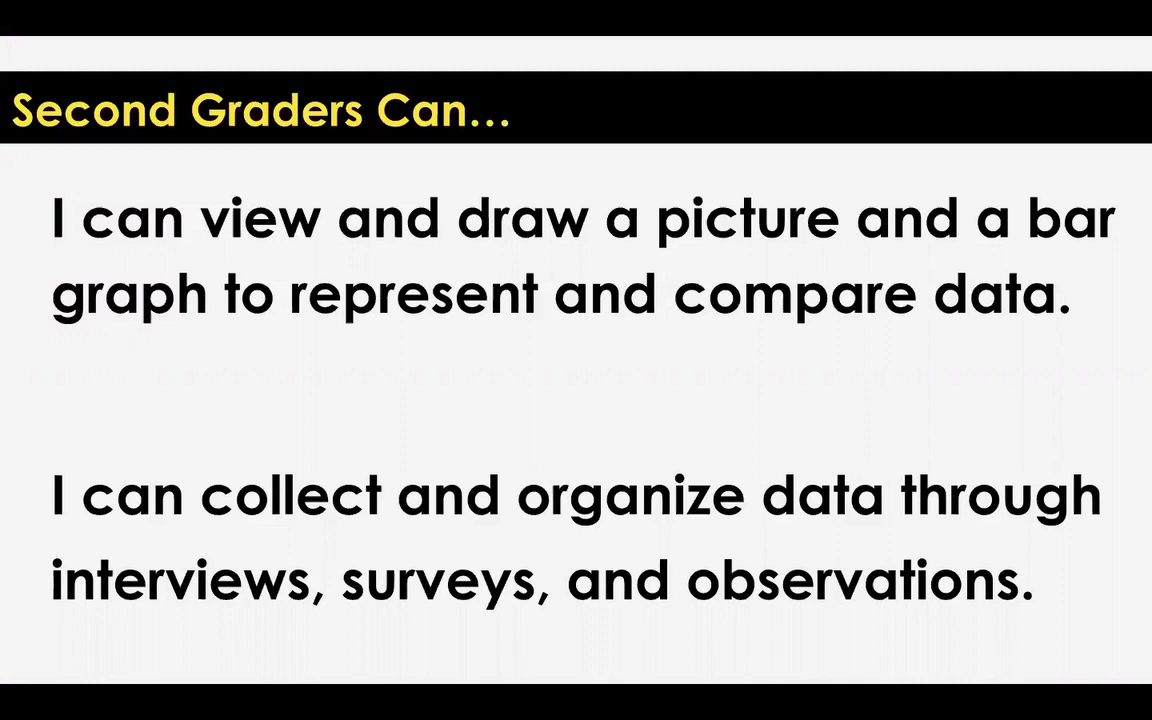 Second Graders Can...
I can view and draw a picture and a bar
graph to represent and compare data.
I can collect and organize data through
interviews, surveys, and observations.